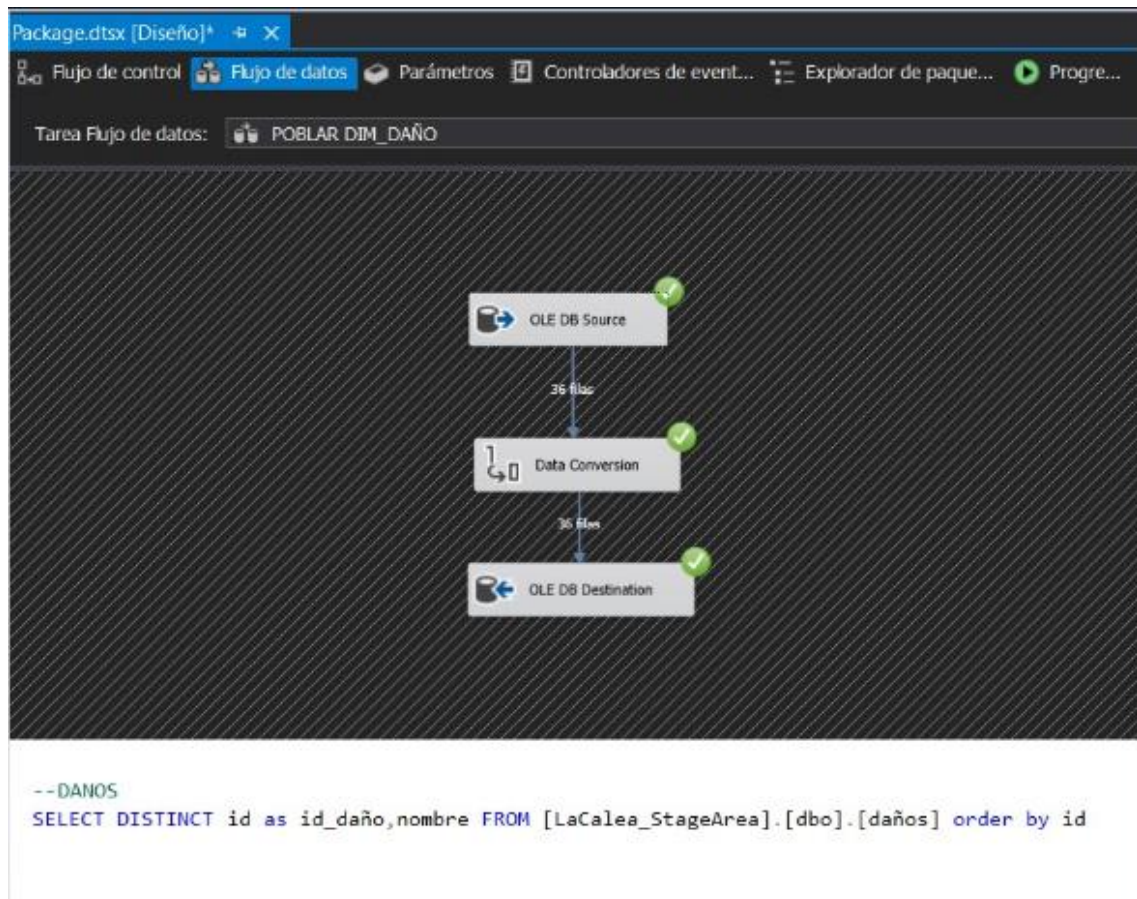 Package.dtsx [Diseño]*
Flujo de control Flujo de datos Parámetros Controladores de event... Explorador de paque... Progre...
Tarea Flujo de datos: POBLAR DIM_DAÑO
OLE DB Source
36 filas
Data Conversion
36 filas
OLE DB Destination
--DANOS
SELECT DISTINCT id as id_daño,nombre FROM [LaCalea_StageArea].[dbo].[daños] order by id